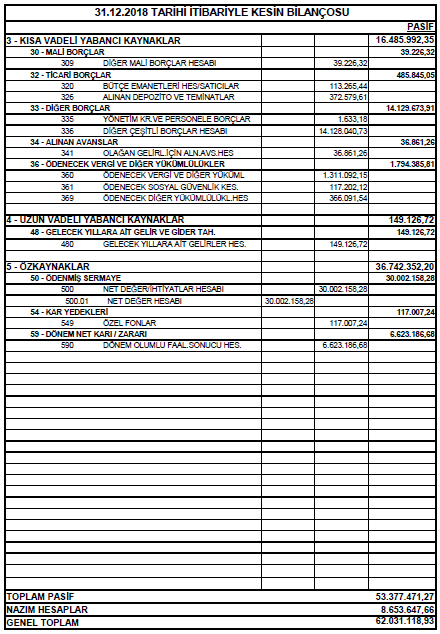 31.12.2018 TARİHİ İTİBARİYLE KESİN BİLANÇOSU
PASİF
3 - KISA VADELİ YABANCI KAYNAKLAR 16.485.992,35
30 - MALİ BORÇLAR 39.226,32
309 DİĞER MALİ BORÇLAR HESABI 39.226,32
32 - TİCARİ BORÇLAR 485.845,05
320 BÜTÇE EMANETLERİ HES/SATICILAR 113.265,44
326 ALINAN DEPOZİTO VE TEMİNATLAR 372.579,61
33 - DİĞER BORÇLAR 14.129.673,91
335 YÖNETİM KR.VE PERSONELE BORÇLAR 1.633,18
336 DİĞER ÇEŞİTLİ BORÇLAR HESABI 14.128.040,73
34 - ALINAN AVANSLAR 36.861,26
341 OLAĞAN GELİRL.İÇİN ALN.AVS.HES 36.861,26
36 - ÖDENECEK VERGİ VE DİĞER YÜKÜMLÜLÜKLER 1.794.385,81
360 ÖDENECEK VERGİ VE DİĞER YÜKÜML 1.311.092,15
361 ÖDENECEK SOSYAL GÜVENLİK KES. 117.202,12
369 ÖDENECEK DİĞER YÜKÜMLÜLÜKL.HES 366.091,54
4 - UZUN VADELİ YABANCI KAYNAKLAR 149.126,72
48 - GELECEK YILLARA AİT GELİR VE GİDER TAH. 149.126,72
480 GELECEK YILLARA AİT GELİRLER HES. 149.126,72
5 - ÖZKAYNAKLAR 36.742.352,20
50 - ÖDENMİŞ SERMAYE 30.002.158,28
500 NET DEĞER/İHTİYATLAR HESABI 30.002.158,28
500.01 NET DEĞER HESABI 30.002.158,28
54 - KAR YEDEKLERİ 117.007,24
549 ÖZEL FONLAR 117.007,24
59 - DÖNEM NET KARI / ZARARI 6.623.186,68
590 DÖNEM OLUMLU FAAL.SONUCU HES. 6.623.186,68
TOPLAM PASİF 53.377.471,27
NAZIM HESAPLAR 8.653.647,66
GENEL TOPLAM 62.031.118,93